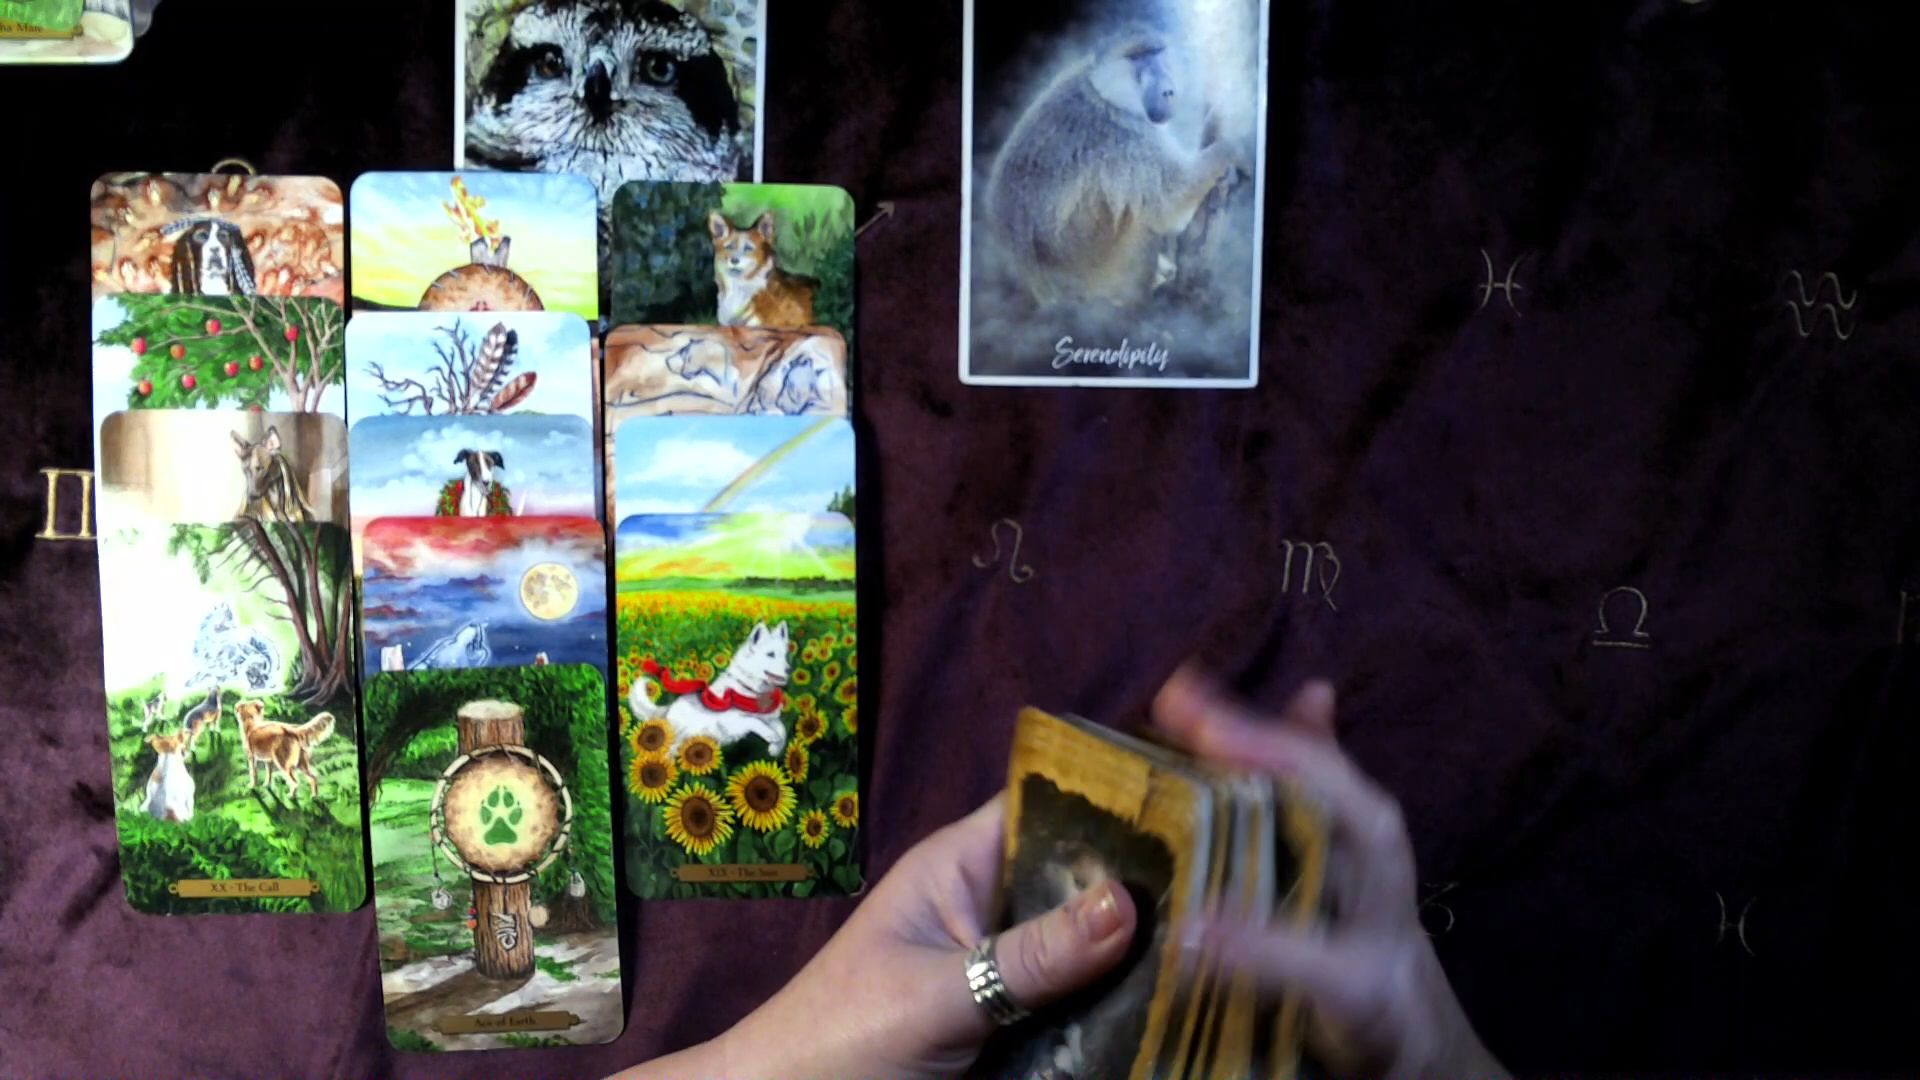 Serendipity
XX - The Call
XIX - The Sun
Ace of Earth